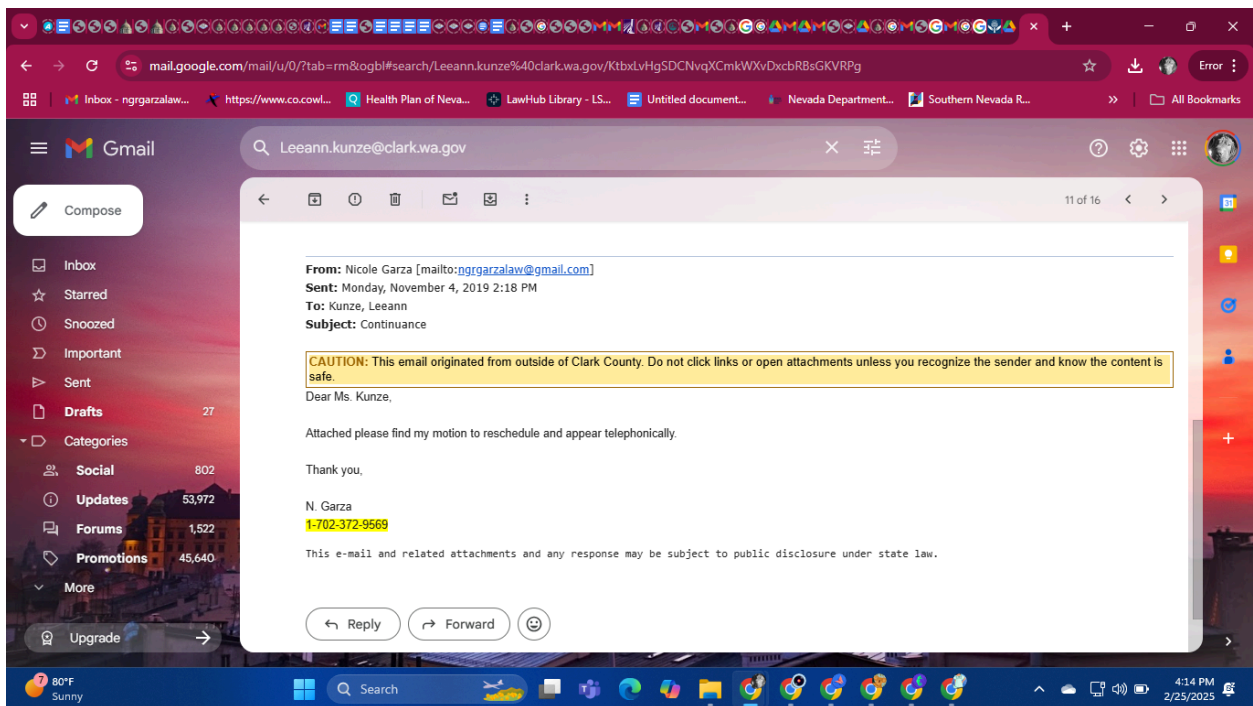 mail.google.com/mail/u/0/?tab=rm&ogbl#search/Leeann.kunze%40clark.wa.gov/KtbxLvHgSDCNvqXCmkWXvDxcbRBsGKVRPg
Error
Inbox - ngrgarzalaw... https://www.co.cowl... Health Plan of Neva... LawHub Library - LS... Untitled document... Nevada Department... Southern Nevada R... » All Bookmarks
Gmail
Leeann.kunze@clark.wa.gov
Compose
11 of 16
Inbox
Starred
Snoozed
Important
Sent
Drafts 27
Categories
Social 802
Updates 53,972
Forums 1,522
Promotions 45,640
More
Upgrade
From: Nicole Garza [mailto:ngrgarzalaw@gmail.com]
Sent: Monday, November 4, 2019 2:18 PM
To: Kunze, Leeann
Subject: Continuance
CAUTION: This email originated from outside of Clark County. Do not click links or open attachments unless you recognize the sender and know the content is
safe.
Dear Ms. Kunze,
Attached please find my motion to reschedule and appear telephonically.
Thank you,
N. Garza
1-702-372-9569
This e-mail and related attachments and any response may be subject to public disclosure under state law.
Reply Forward
31
7
80°F
Sunny
Search
4:14 PM
2/25/2025